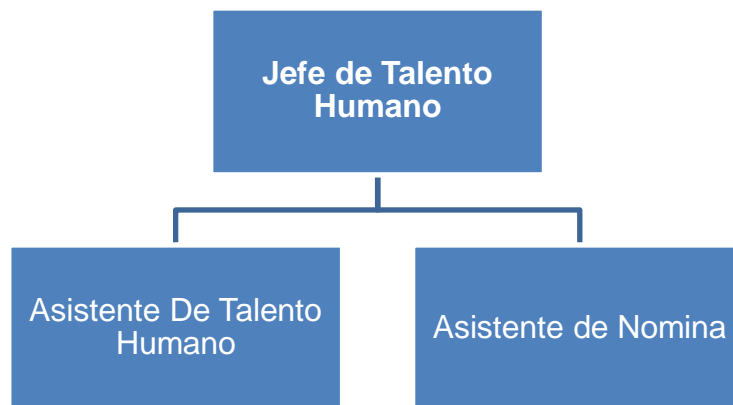 Jefe de Talento
Humano
Asistente De Talento
Humano
Asistente de Nomina